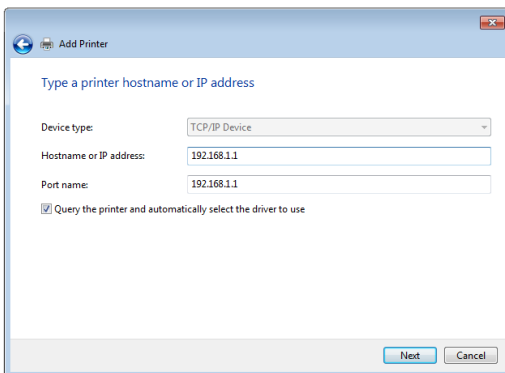 Add Printer
Type a printer hostname or IP address
Device type: TCP/IP Device
Hostname or IP address: 192.168.1.1
Port name: 192.168.1.1
Query the printer and automatically select the driver to use
Next Cancel